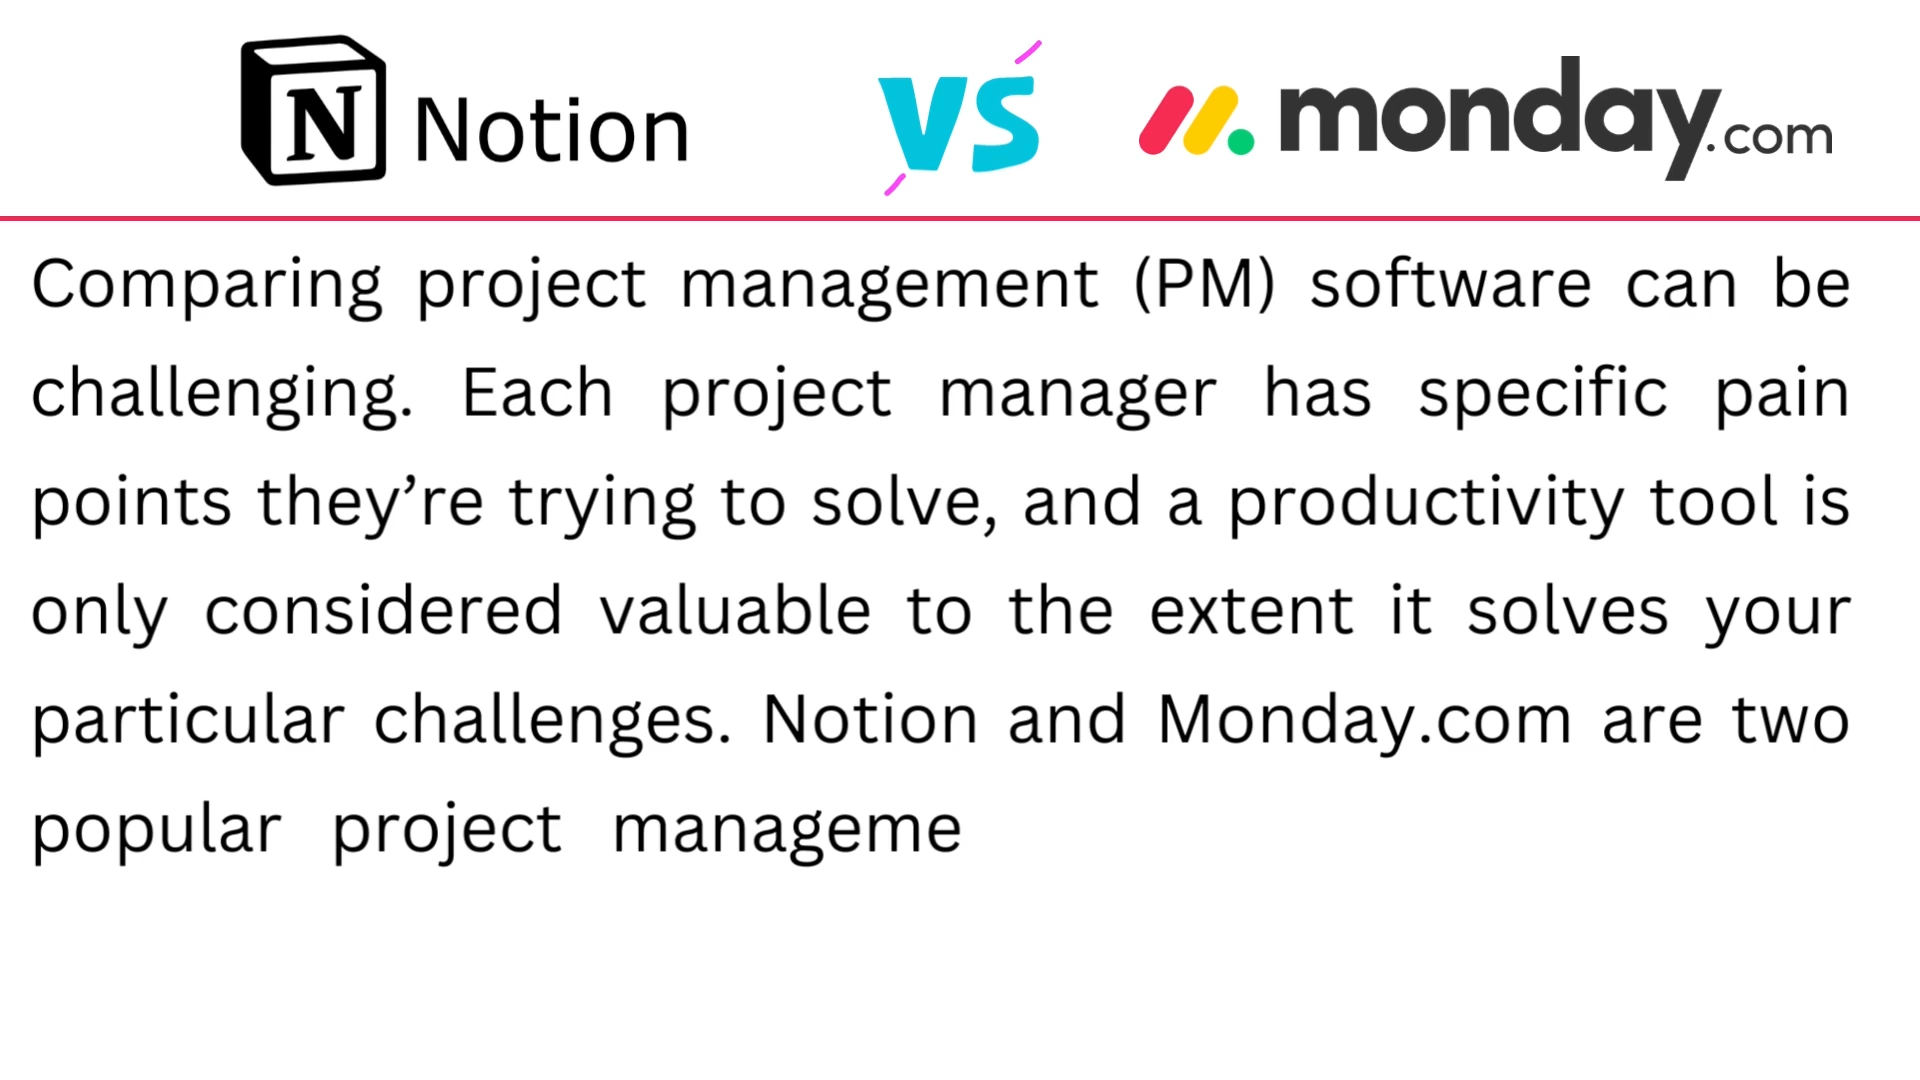 N Notion VS monday.com
Comparing project management (PM) software can be
challenging. Each project manager has specific pain
points they’re trying to solve, and a productivity tool is
only considered valuable to the extent it solves your
particular challenges. Notion and Monday.com are two
popular project manageme